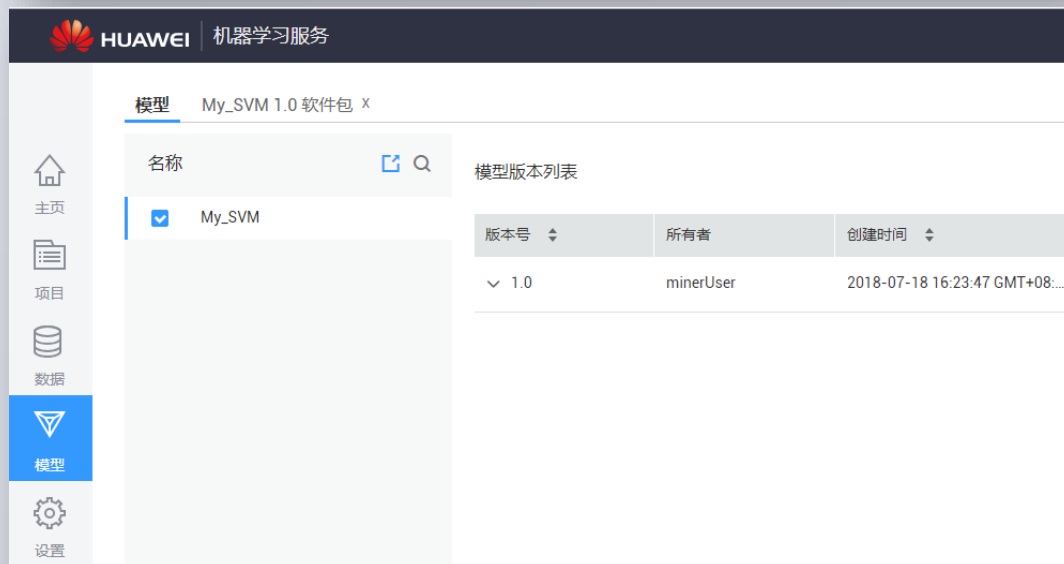 HUAWEI 机器学习服务
模型 My_SVM 1.0 软件包 x
名称
模型版本列表
主页
My_SVM
版本号 所有者 创建时间
项目
1.0 minerUser 2018-07-18 16:23:47 GMT+08:...
数据
模型
设置